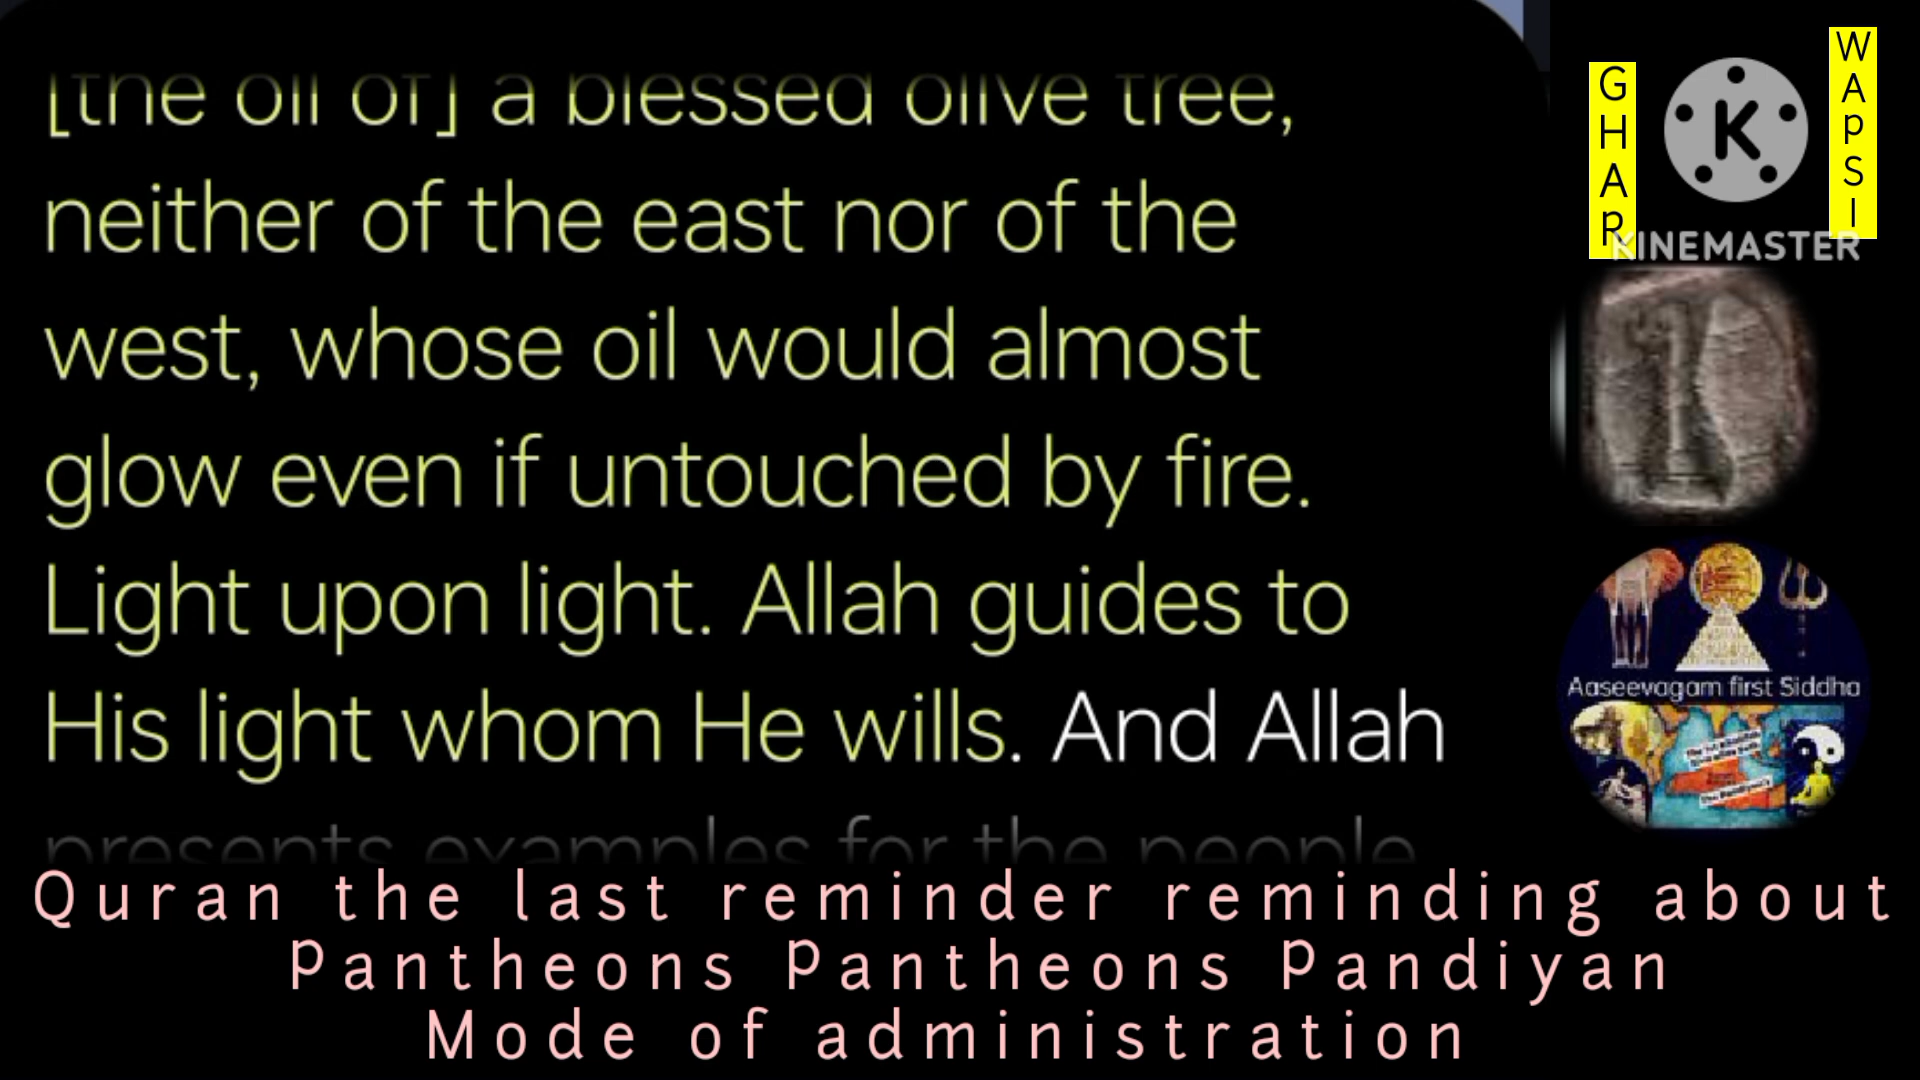 [the oil of] a blessed olive tree,
neither of the east nor of the
west, whose oil would almost
glow even if untouched by fire.
Light upon light. Allah guides to
His light whom He wills. And Allah
presents examples for the people
GHAP
K
WAPSI
KINEMASTER
Aaseevagam first Siddha
Quran the last reminder reminding about
Pantheons Pantheons Pandiyan
Mode of administration